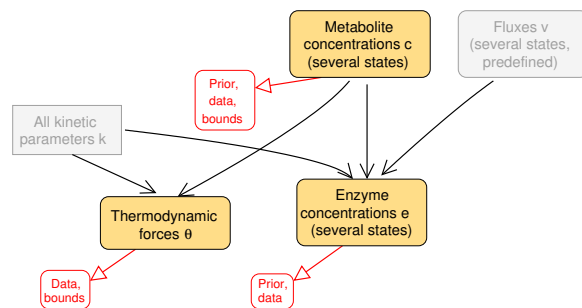 Metabolite
concentrations c
(several states)
Fluxes v
(several states,
predefined)
Prior,
data,
bounds
All kinetic
parameters k
Thermodynamic
forces θ
Enzyme
concentrations e
(several states)
Data,
bounds
Prior,
data